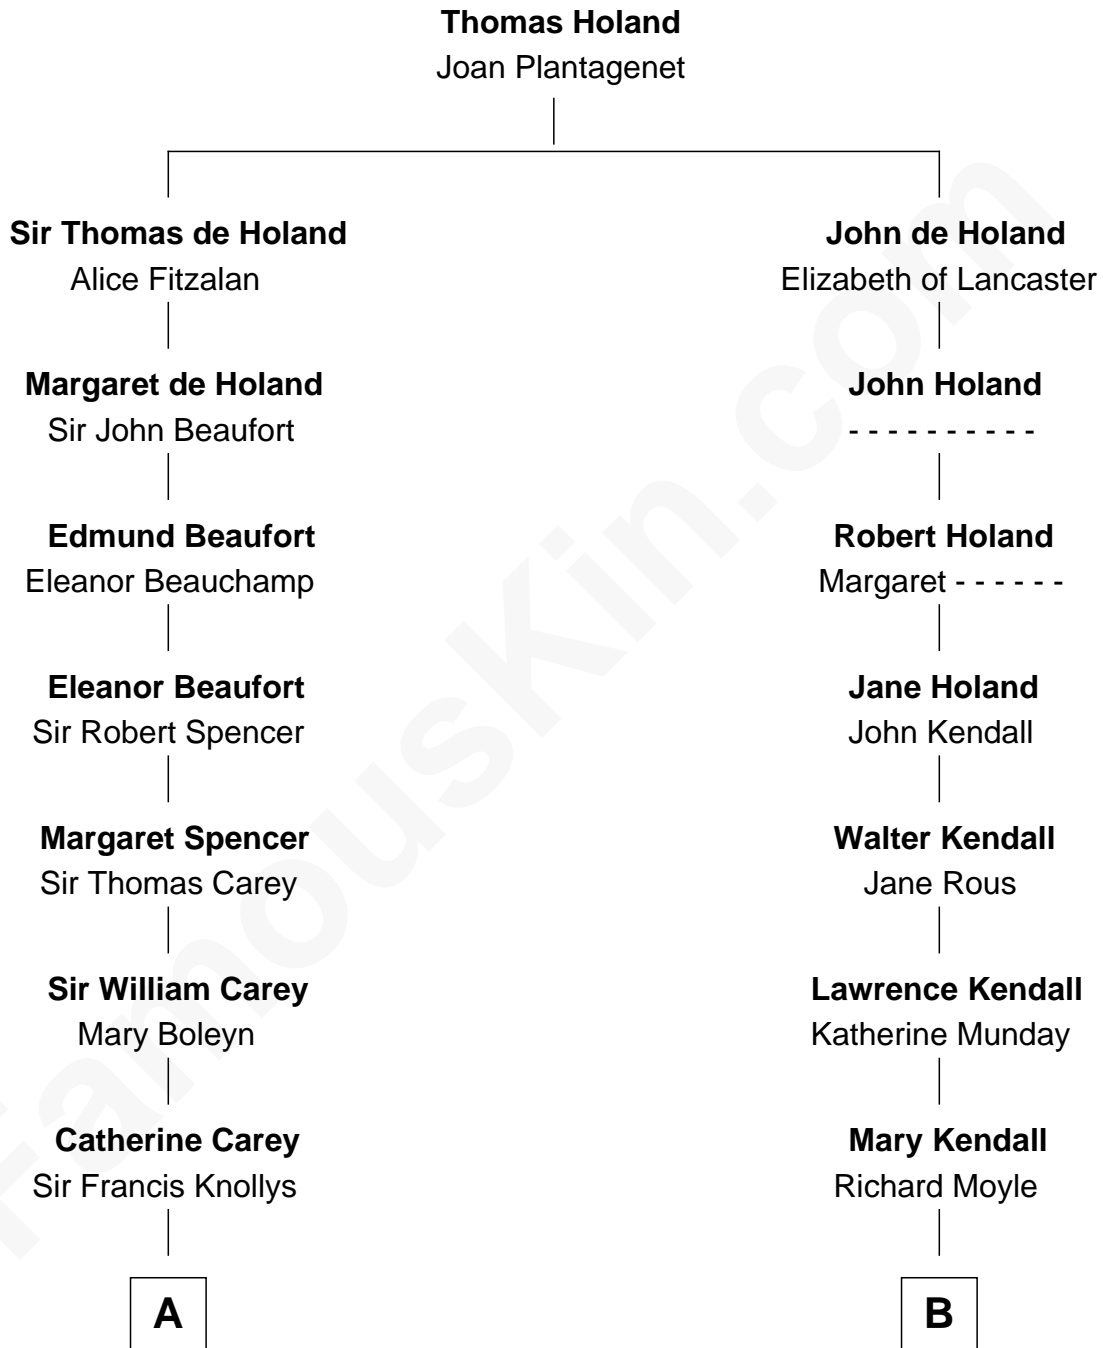 Thomas Holand
Joan Plantagenet
Sir Thomas de Holand
Alice Fitzalan
Margaret de Holand
Sir John Beaufort
Edmund Beaufort
Eleanor Beauchamp
Eleanor Beaufort
Sir Robert Spencer
Margaret Spencer
Sir Thomas Carey
Sir William Carey
Mary Boleyn
Catherine Carey
Sir Francis Knollys
A
John de Holand
Elizabeth of Lancaster
John Holand
- - - - - - - - - -
Robert Holand
Margaret - - - - - -
Jane Holand
John Kendall
Walter Kendall
Jane Rous
Lawrence Kendall
Katherine Munday
Mary Kendall
Richard Moyle
B
FamousKin.com